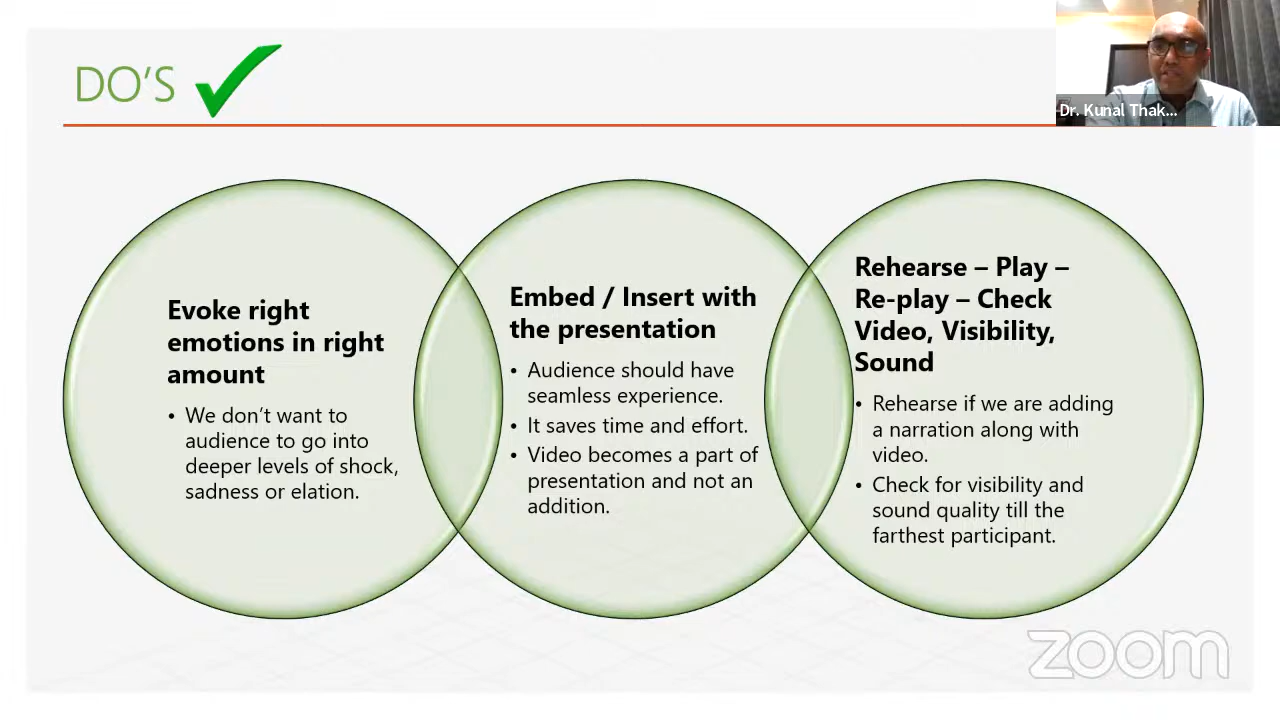 DO'S
Dr. Kunal Thak...
Evoke right
emotions in right
amount
• We don't want to
audience to go into
deeper levels of shock,
sadness or elation.
Embed / Insert with
the presentation
• Audience should have
seamless experience.
• It saves time and effort.
• Video becomes a part of
presentation and not an
addition.
Rehearse – Play –
Re-play – Check
Video, Visibility,
Sound
• Rehearse if we are adding
a narration along with
video.
• Check for visibility and
sound quality till the
farthest participant.
zoom